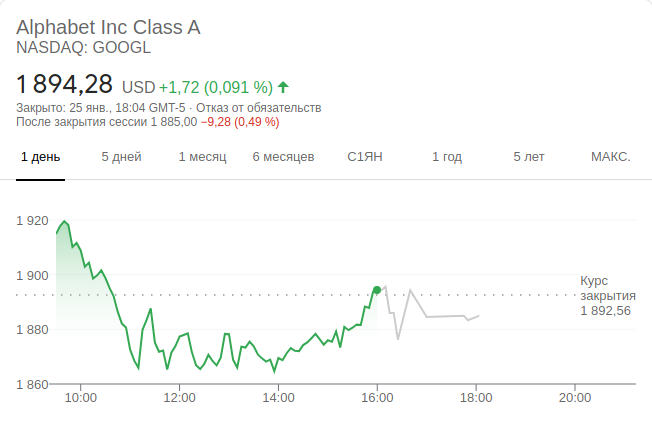 Alphabet Inc Class A
NASDAQ: GOOGL
1 894,28 USD +1,72 (0,091 %)
Закрыто: 25 янв., 18:04 GMT-5 · Отказ от обязательств
После закрытия сессии 1 885,00 −9,28 (0,49 %)
1 день 5 дней 1 месяц 6 месяцев С1ЯН 1 год 5 лет МАКС.
1 920
1 900
Курс
закрытия
1 892,56
1 880
1 860
10:00 12:00 14:00 16:00 18:00 20:00